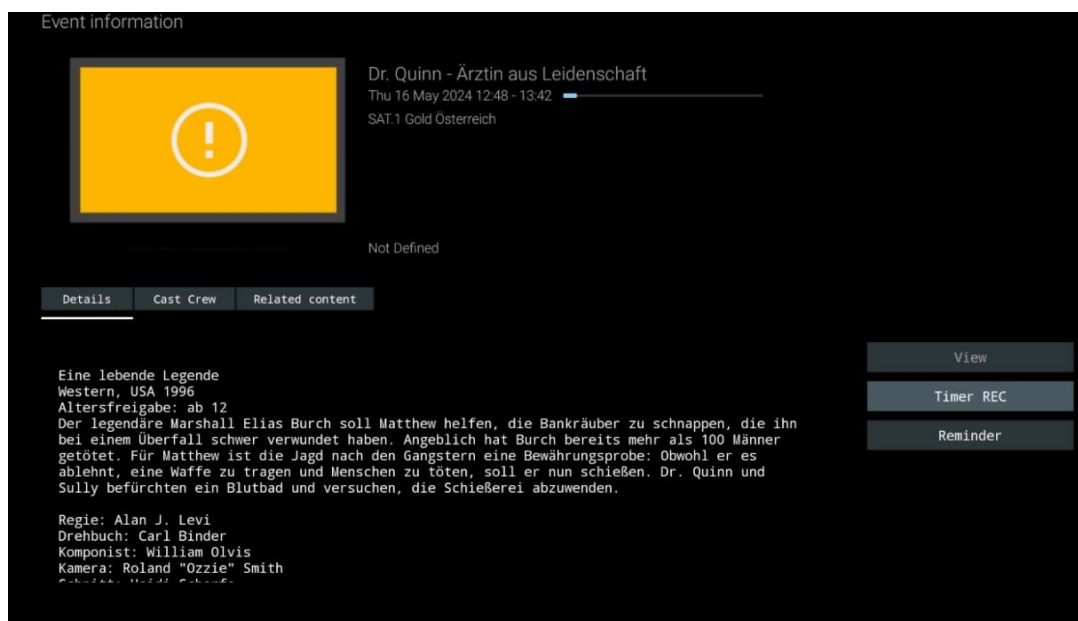 Event information
Dr. Quinn - Ärztin aus Leidenschaft
Thu 16 May 2024 12:48 - 13:42
SAT.1 Gold Österreich
Not Defined
Details Cast Crew Related content
View
Timer REC
Reminder
Eine lebende Legende
Western, USA 1996
Altersfreigabe: ab 12
Der legendäre Marshall Elias Burch soll Matthew helfen, die Bankräuber zu schnappen, die ihn
bei einem Überfall schwer verwundet haben. Angeblich hat Burch bereits mehr als 100 Männer
getötet. Für Matthew ist die Jagd nach den Gangstern eine Bewährungsprobe: Obwohl er es
ablehnt, eine Waffe zu tragen und Menschen zu töten, soll er nun schießen. Dr. Quinn und
Sully befürchten ein Blutbad und versuchen, die Schießerei abzuwenden.
Regie: Alan J. Levi
Drehbuch: Carl Binder
Komponist: William Olvis
Kamera: Roland "Ozzie" Smith